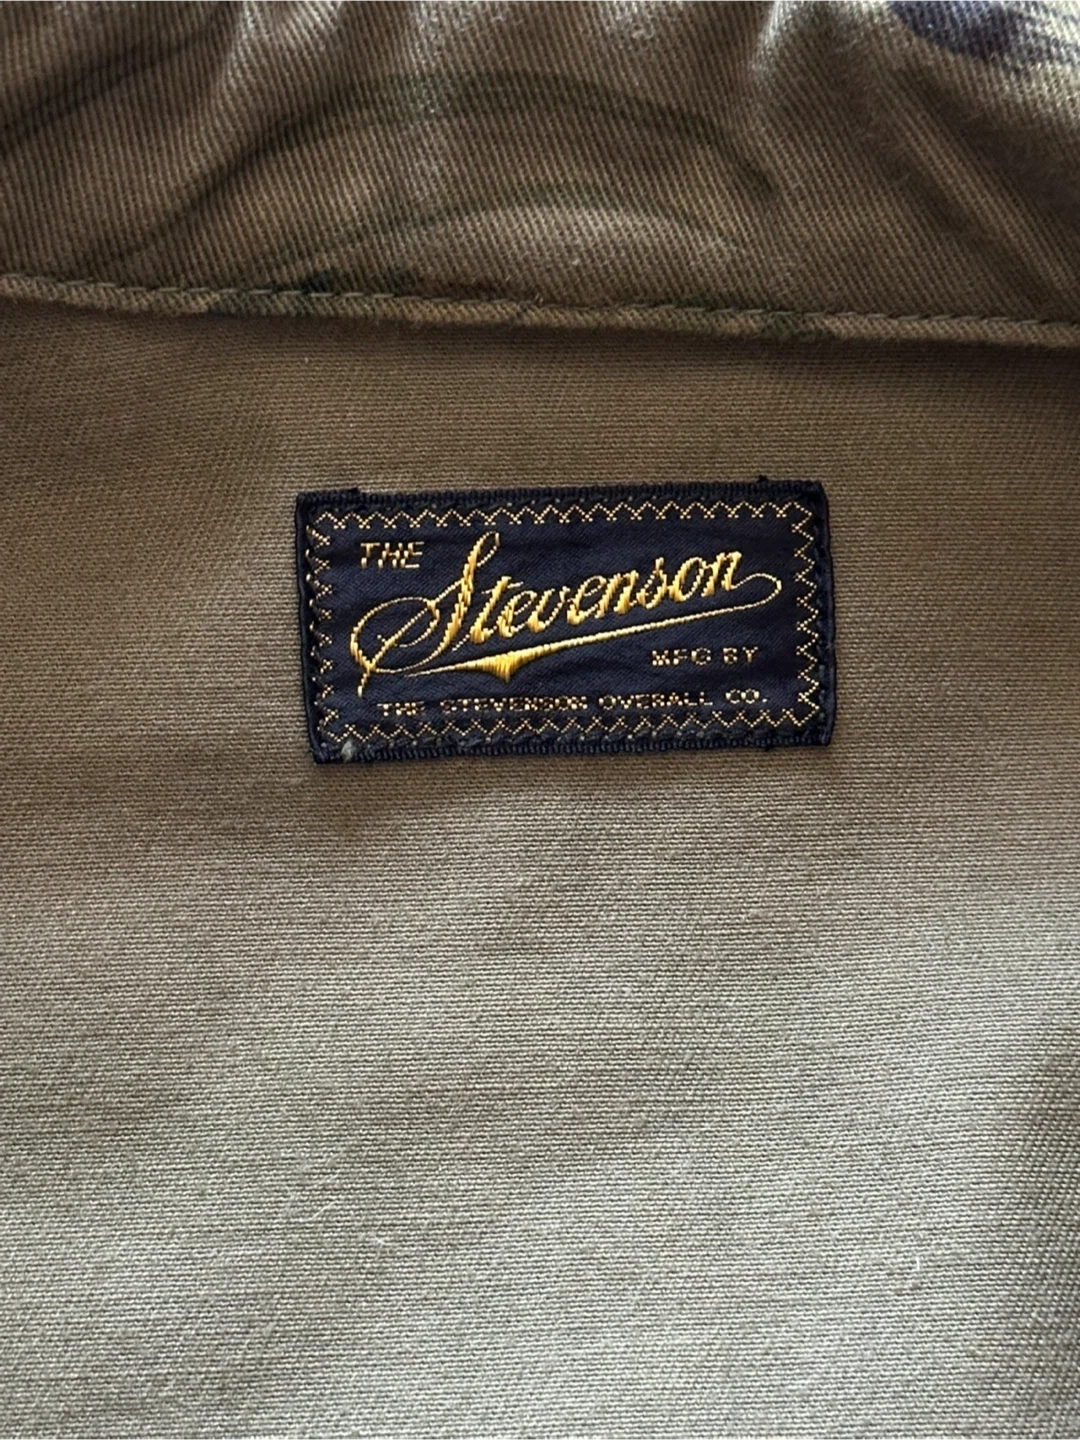 THE
Stevenson
MFG BY
THE STEVENSON OVERALL CO.